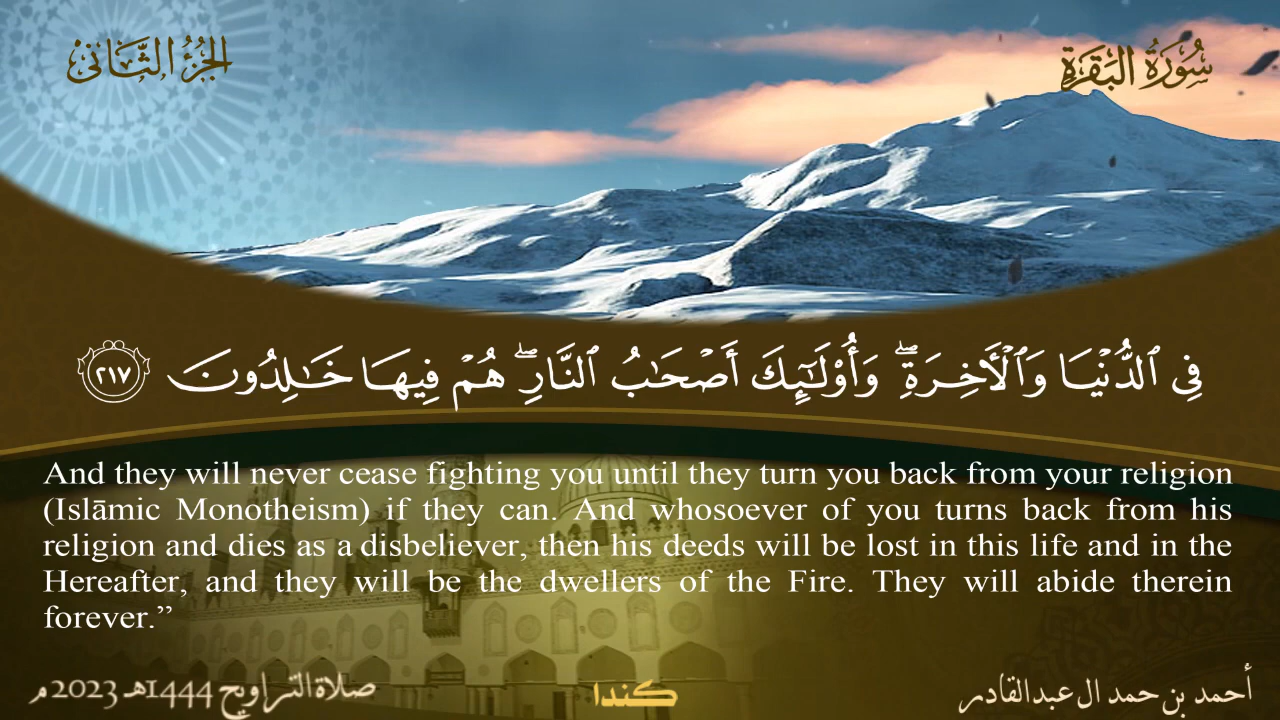 سُورَةُ البَقَرَةِ
الجُزْءُ الثَّانِي
فِي ٱلدُّنْيَا وَٱلْأَخِرَةِۖ وَأُوْلَـٰٓئِكَ أَصْحَـٰبُ ٱلنَّارِۖ هُمْ فِيهَا خَـٰلِدُونَ ٢١٧
And they will never cease fighting you until they turn you back from your religion
(Islāmic Monotheism) if they can. And whosoever of you turns back from his
religion and dies as a disbeliever, then his deeds will be lost in this life and in the
Hereafter, and they will be the dwellers of the Fire. They will abide therein
forever.”
أحمد بن حمد ال عبدالقادر
كندا
صلاة التراويح 1444هـ 2023م